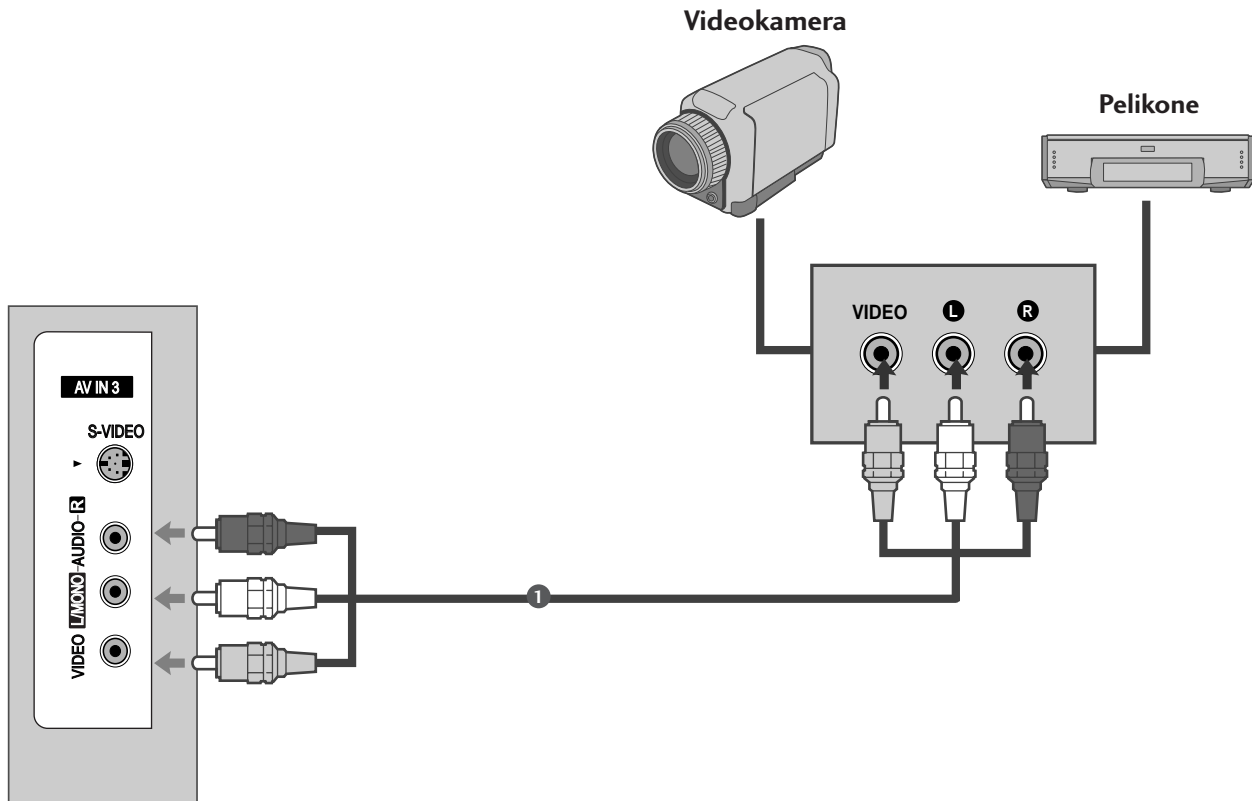 Videokamera
Pelikone
VIDEO
L
R
AV IN 3
S-VIDEO
VIDEO L/MONO AUDIO R
1